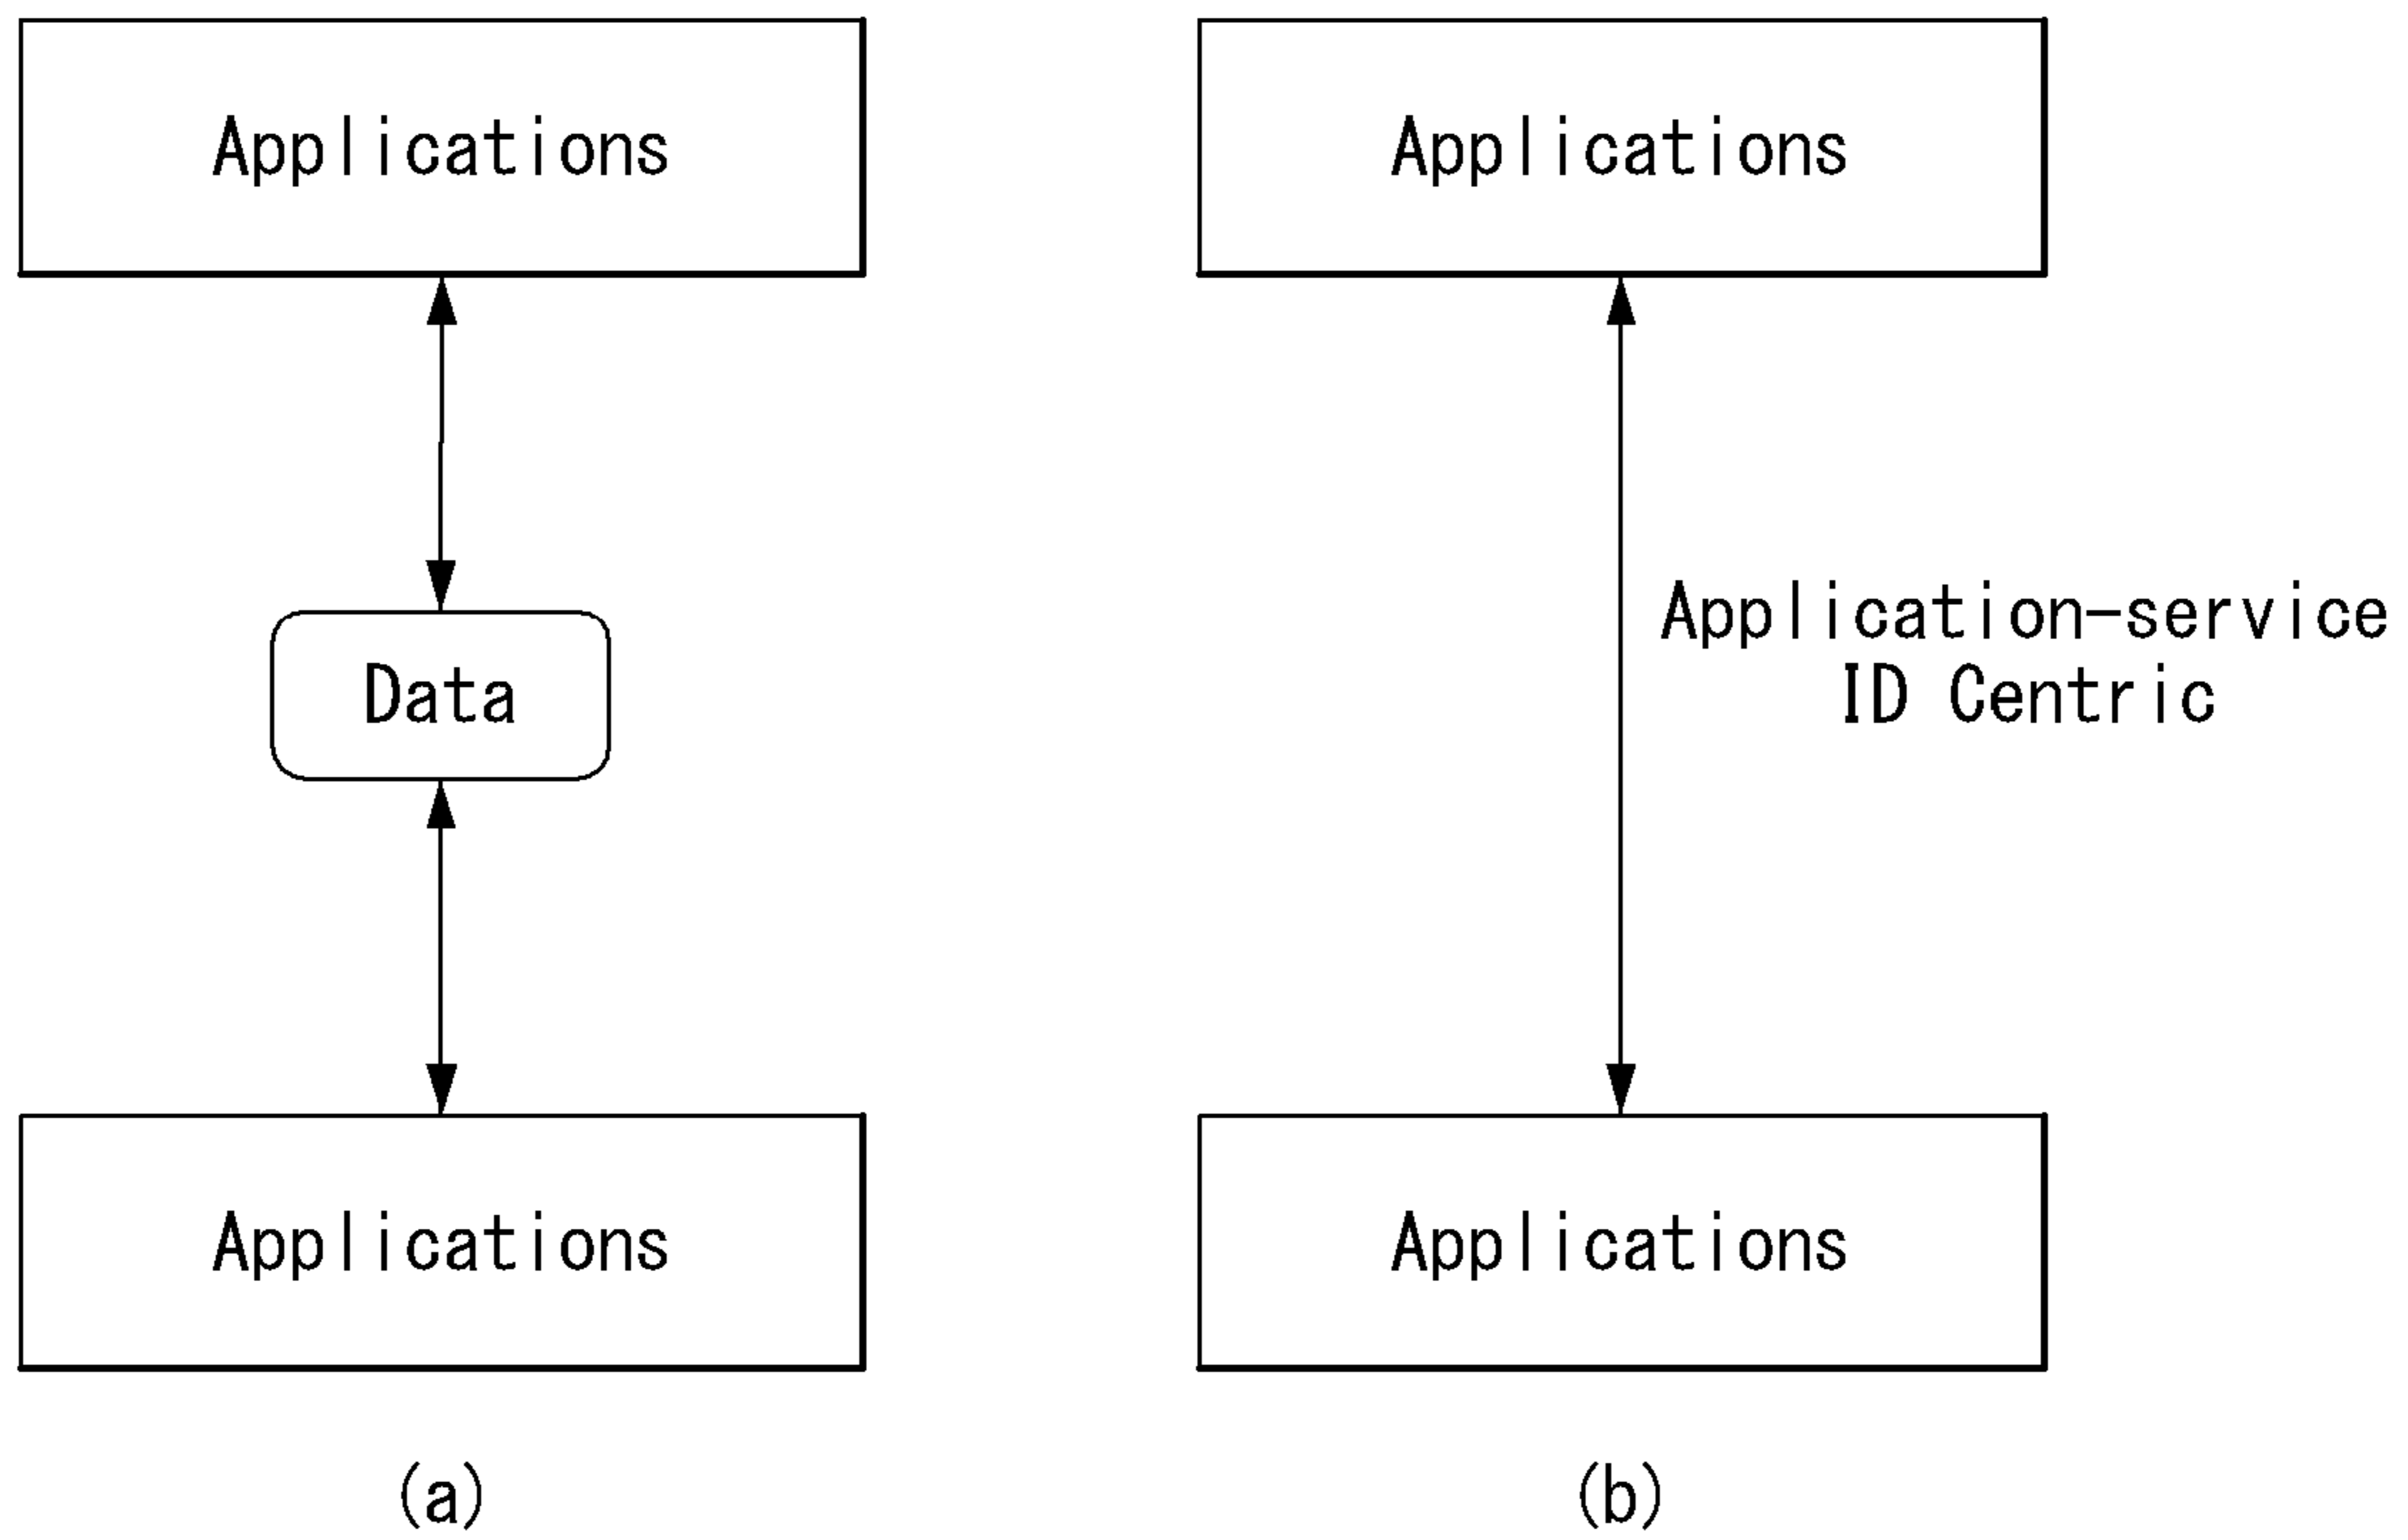 Applications
Data
Applications
(a)
Applications
Application-service
ID Centric
Applications
(b)